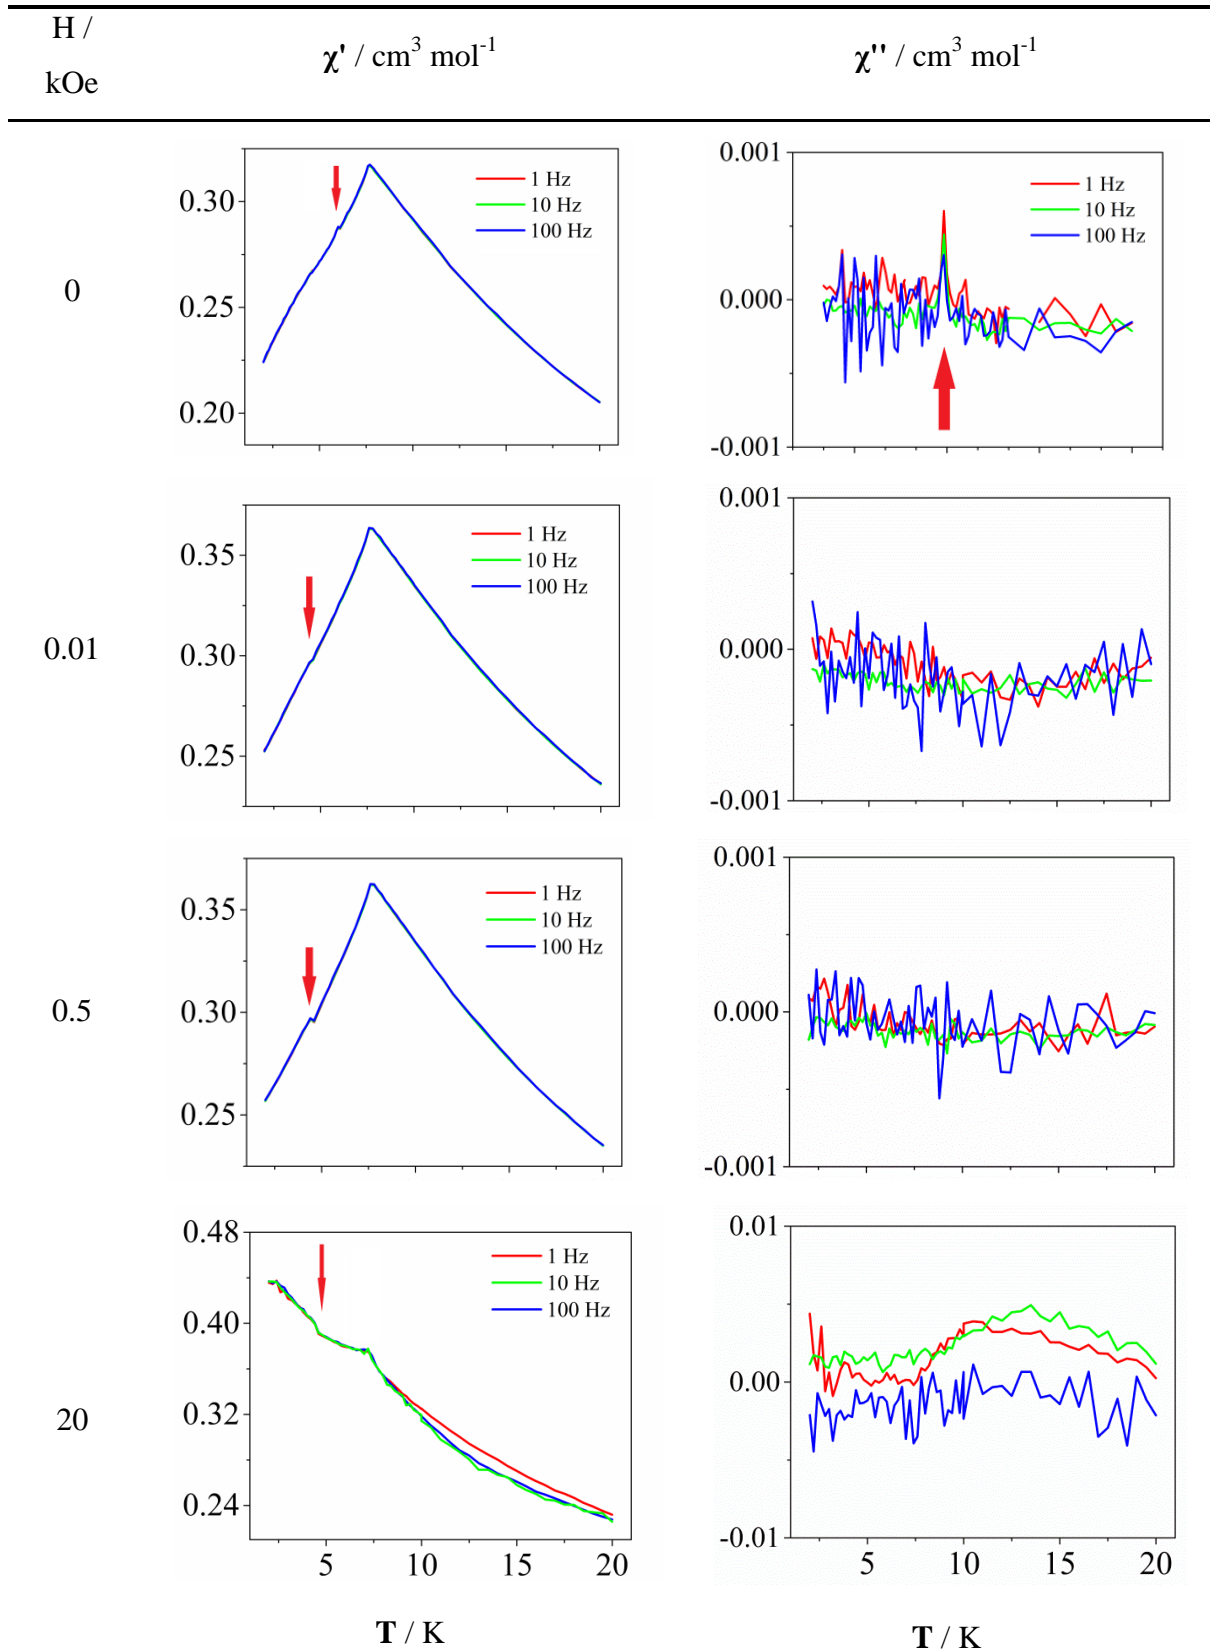 H /
kOe
χ' / cm³ mol⁻¹
χ'' / cm³ mol⁻¹
0
0.30
0.25
0.20
1 Hz
10 Hz
100 Hz
0.001
0.000
-0.001
1 Hz
10 Hz
100 Hz
0.01
0.35
0.30
0.25
1 Hz
10 Hz
100 Hz
0.001
0.000
-0.001
0.5
0.35
0.30
0.25
1 Hz
10 Hz
100 Hz
0.001
0.000
-0.001
20
0.48
0.40
0.32
0.24
1 Hz
10 Hz
100 Hz
5 10 15 20
T / K
0.01
0.00
-0.01
5 10 15 20
T / K